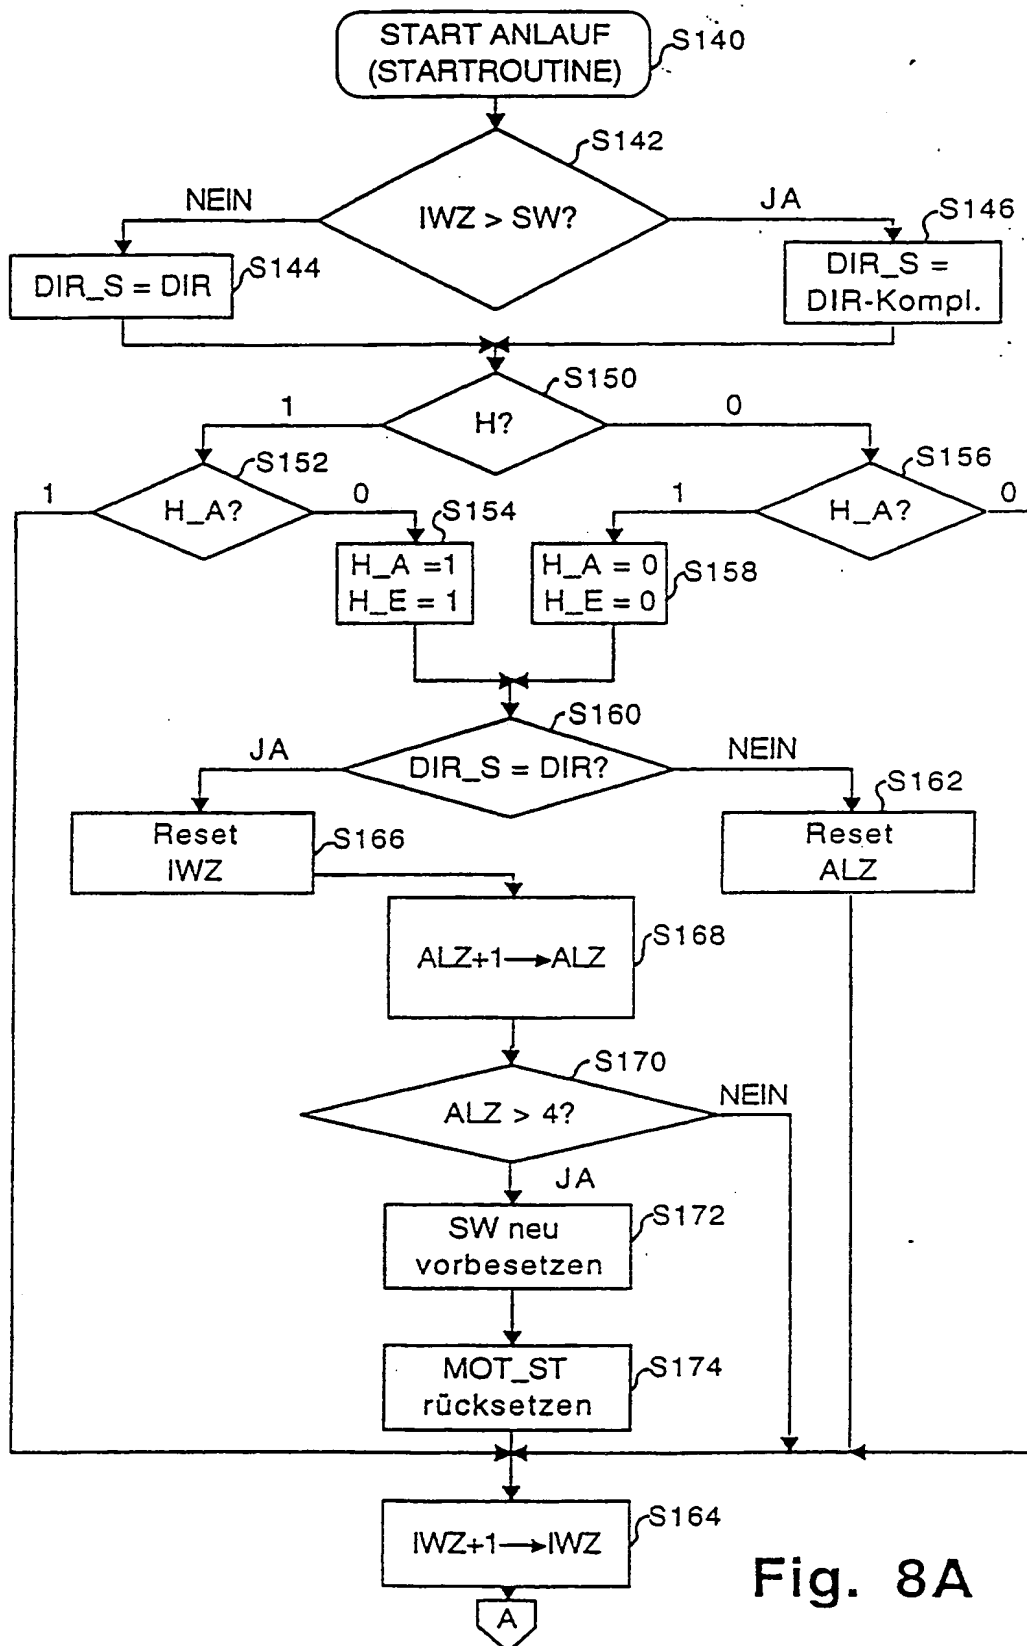 START ANLAUF
(STARTROUTINE)
S140
S142
IWZ > SW?
NEIN
JA
S144
DIR_S = DIR
S146
DIR_S =
DIR-Kompl.
S150
H?
1
0
S152
H_A?
1
0
S156
H_A?
1
0
S154
H_A =1
H_E = 1
H_A = 0
H_E = 0
S158
S160
DIR_S = DIR?
JA
NEIN
Reset
IWZ
S166
S162
Reset
ALZ
ALZ+1→ALZ
S168
S170
ALZ > 4?
NEIN
JA
SW neu
vorbesetzen
S172
MOT_ST
rücksetzen
S174
IWZ+1→IWZ
S164
A
Fig. 8A